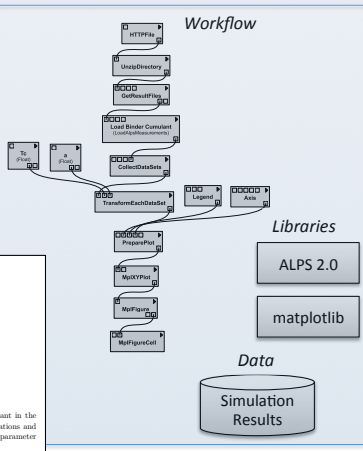 Workflow
HTTPFile
UnzipDirectory
GetResultFiles
Load Binder Cumulant
(LoadAlpsMeasurements)
CollectDataSets
Tc
(Float)
a
(Float)
TransformEachDataSet
Legend
Axis
PreparePlot
MplXYPlot
MplFigure
MplFigureCell
Libraries
ALPS 2.0
matplotlib
Data
Simulation
Results
ant in the
ations and
parameter